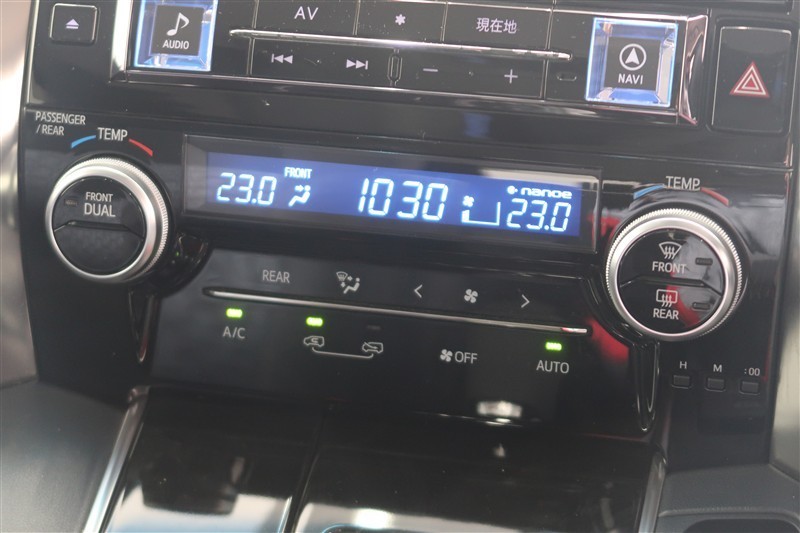 AV
現在地
AUDIO
NAVI
PASSENGER
/ REAR
TEMP
TEMP
FRONT
DUAL
23.0
FRONT
10 30
nanoe
23.0
FRONT
REAR
REAR
A/C
OFF
AUTO
H
M
:00